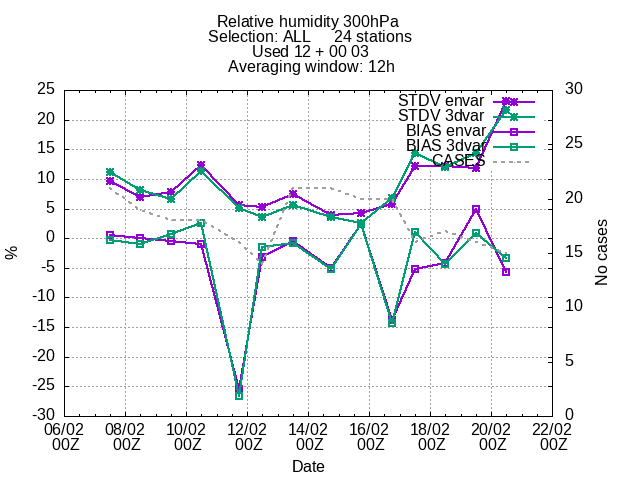 Relative humidity 300hPa
Selection: ALL 24 stations
Used 12 + 00 03
Averaging window: 12h
STDV envar
STDV 3dvar
BIAS envar
BIAS 3dvar
CASES
25
20
15
10
5
0
-5
-10
-15
-20
-25
-30
%
30
25
20
15
10
5
0
No cases
06/02 08/02 10/02 12/02 14/02 16/02 18/02 20/02 22/02
00Z 00Z 00Z 00Z 00Z 00Z 00Z 00Z 00Z
Date